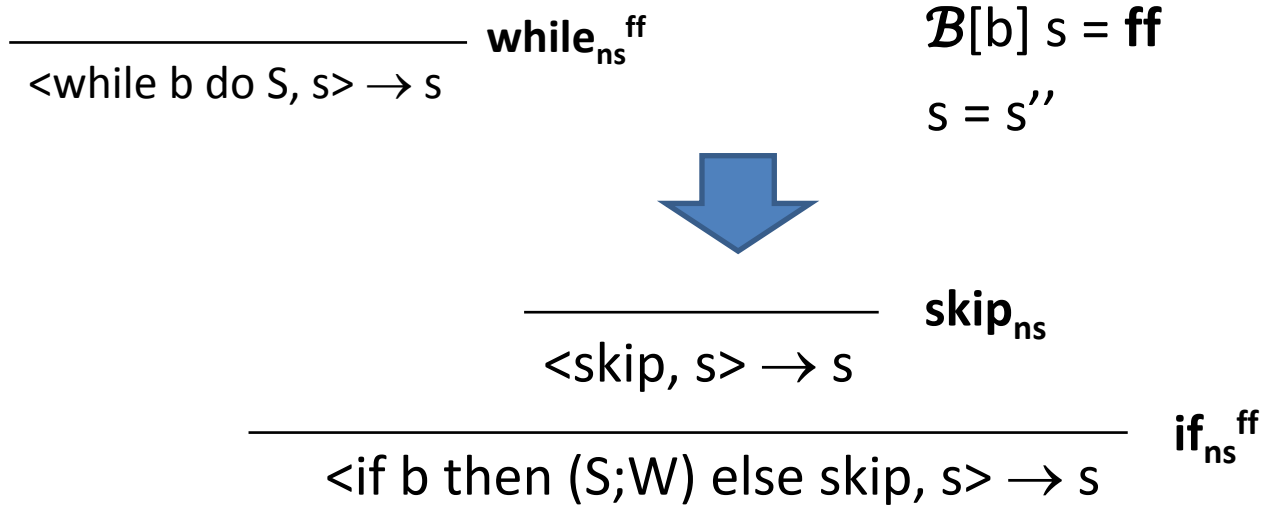 while_ns^ff
<while b do S, s> → s
ℬ[b] s = ff
s = s′′
skip_ns
<skip, s> → s
if_ns^ff
<if b then (S;W) else skip, s> → s